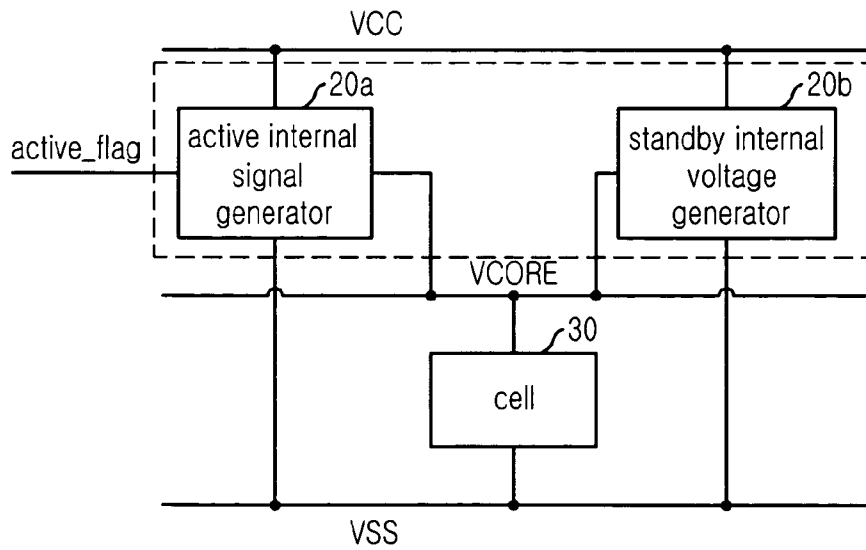 VCC
20a
20b
active_flag
active internal
signal
generator
standby internal
voltage
generator
VCORE
30
cell
VSS